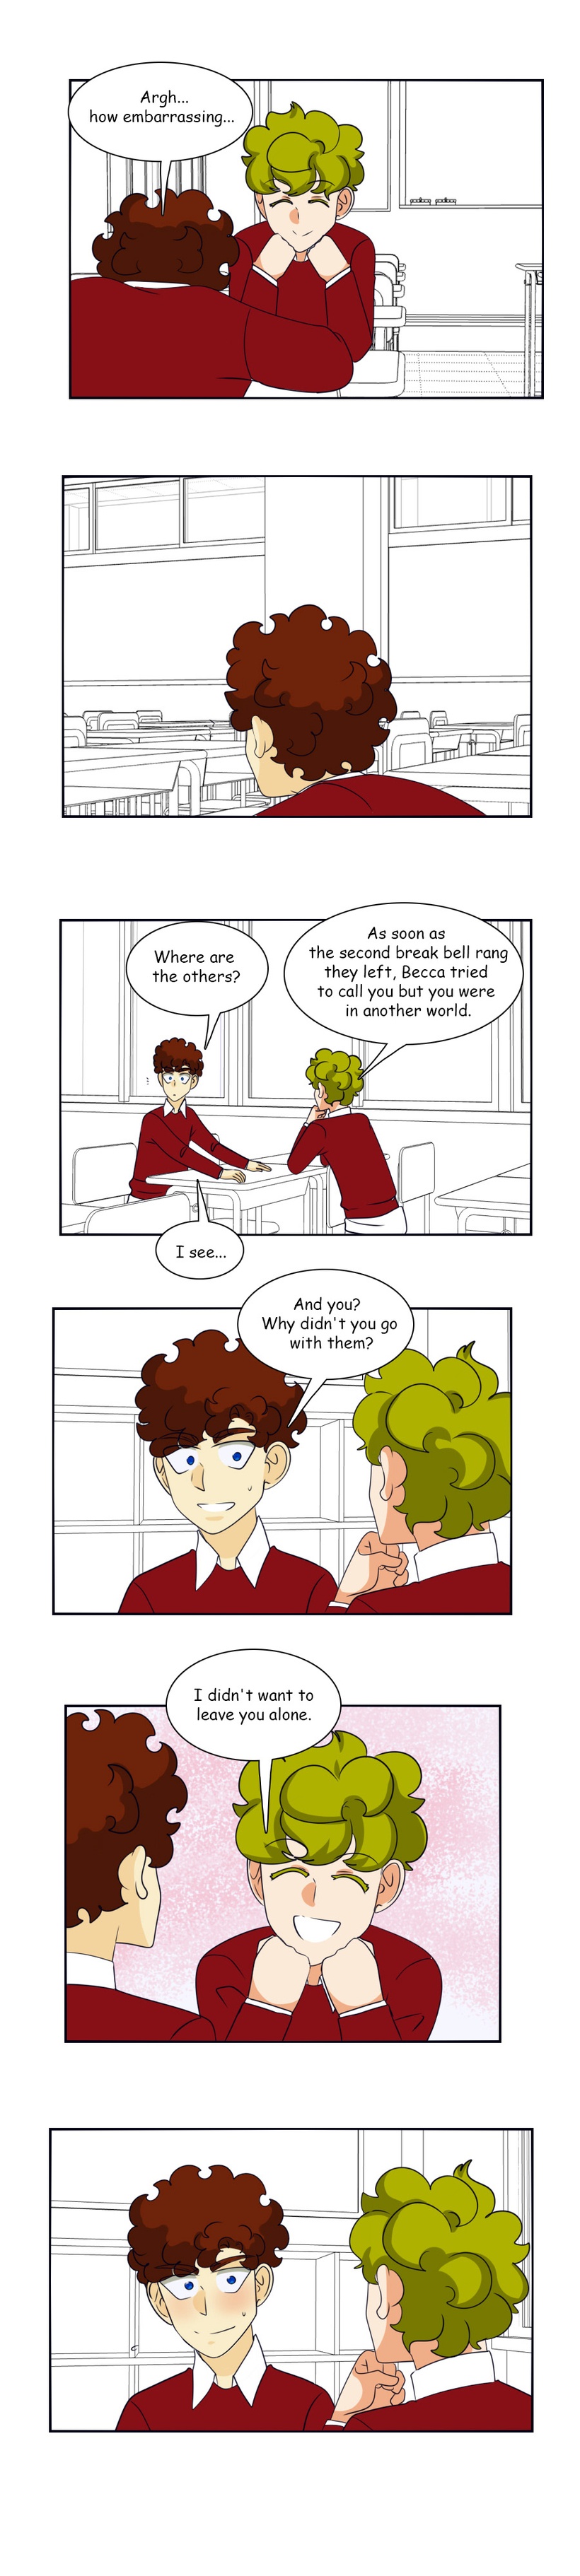 Argh...
how embarrassing...
Where are
the others?
As soon as
the second break bell rang
they left, Becca tried
to call you but you were
in another world.
I see...
And you?
Why didn't you go
with them?
I didn't want to
leave you alone.